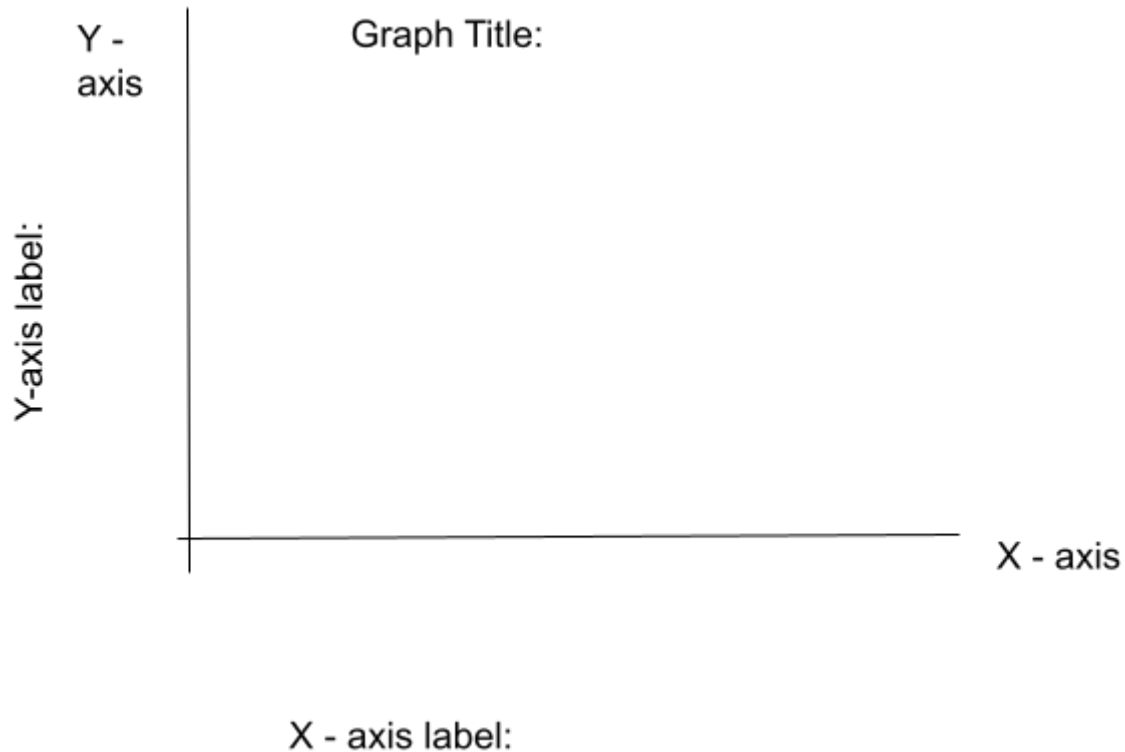 Y -
axis
Graph Title:
Y-axis label:
X - axis
X - axis label: